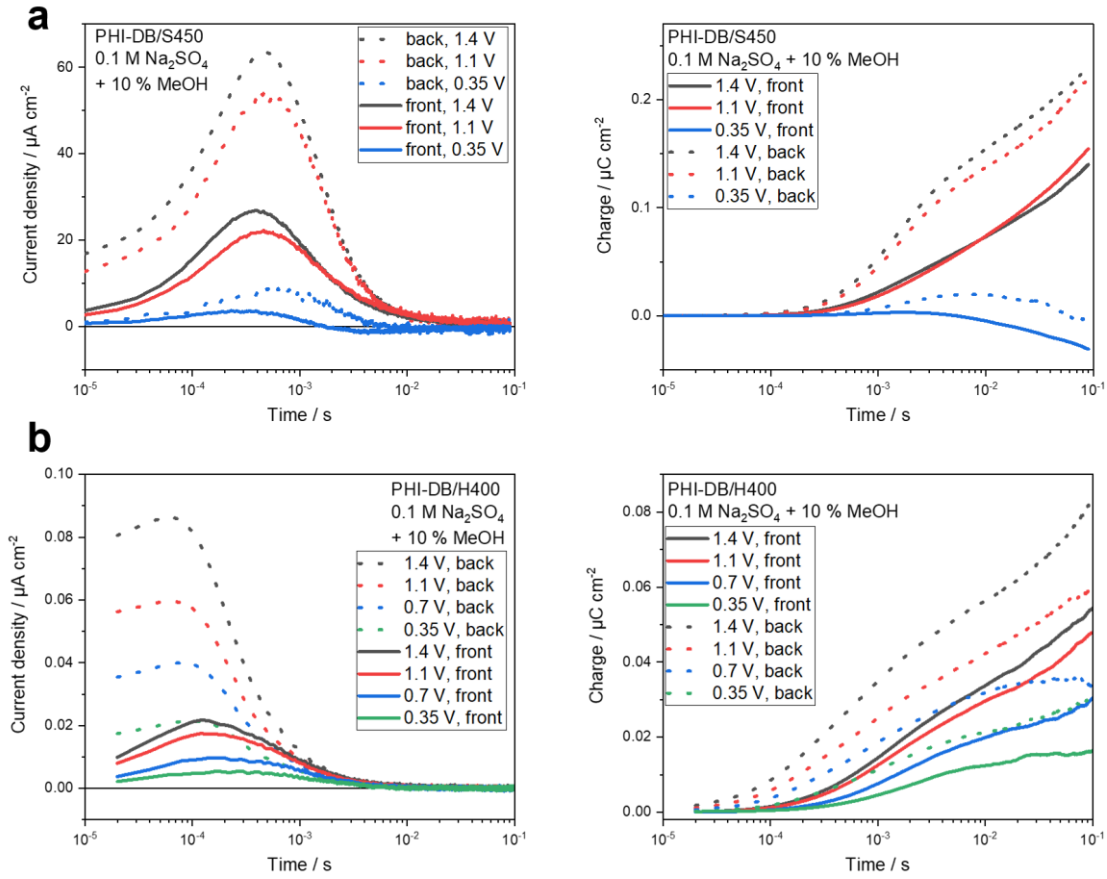 a
PHI-DB/S450
0.1 M Na₂SO₄
+ 10 % MeOH
back, 1.4 V
back, 1.1 V
back, 0.35 V
front, 1.4 V
front, 1.1 V
front, 0.35 V
60
40
20
0
Current density / µA cm⁻²
10⁻⁵
10⁻⁴
10⁻³
10⁻²
10⁻¹
Time / s
PHI-DB/S450
0.1 M Na₂SO₄ + 10 % MeOH
1.4 V, front
1.1 V, front
0.35 V, front
1.4 V, back
1.1 V, back
0.35 V, back
0.2
0.1
0.0
Charge / µC cm⁻²
10⁻⁵
10⁻⁴
10⁻³
10⁻²
10⁻¹
Time / s
b
PHI-DB/H400
0.1 M Na₂SO₄
+ 10 % MeOH
1.4 V, back
1.1 V, back
0.7 V, back
0.35 V, back
1.4 V, front
1.1 V, front
0.7 V, front
0.35 V, front
0.10
0.08
0.06
0.04
0.02
0.00
Current density / µA cm⁻²
10⁻⁵
10⁻⁴
10⁻³
10⁻²
10⁻¹
Time / s
PHI-DB/H400
0.1 M Na₂SO₄ + 10 % MeOH
1.4 V, front
1.1 V, front
0.7 V, front
0.35 V, front
1.4 V, back
1.1 V, back
0.7 V, back
0.35 V, back
0.08
0.06
0.04
0.02
0.00
Charge / µC cm⁻²
10⁻⁵
10⁻⁴
10⁻³
10⁻²
10⁻¹
Time / s